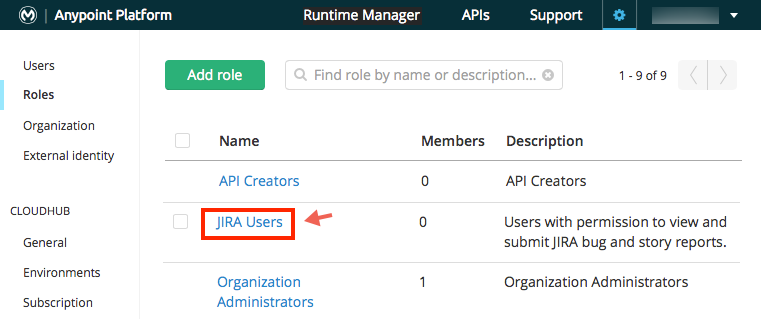 Anypoint Platform Runtime Manager APIs Support
Users
Roles
Organization
External identity
CLOUDHUB
General
Environments
Subscription
Add role Find role by name or description... 1 - 9 of 9
Name Members Description
API Creators 0 API Creators
JIRA Users 0 Users with permission to view and
submit JIRA bug and story reports.
Organization 1 Organization Administrators
Administrators